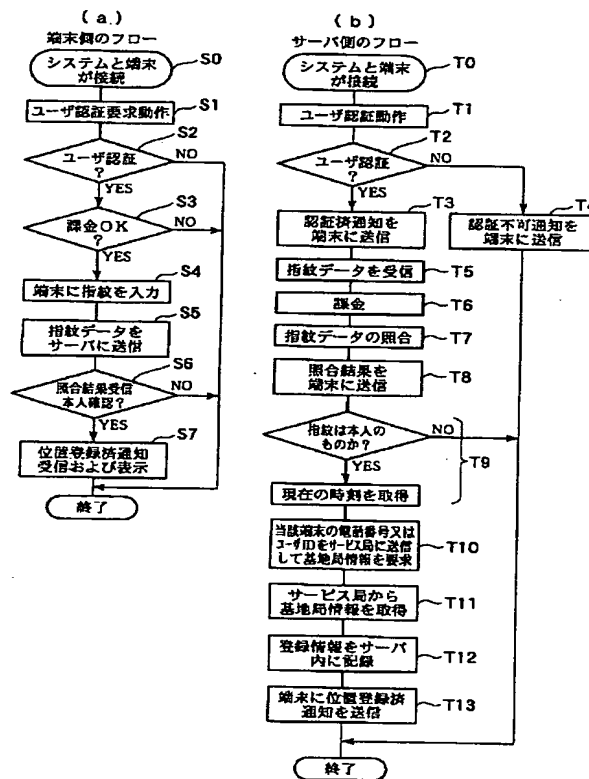 (a)
端末側のフロー
システムと端末
が接続
S0
ユーザ認証要求動作
S1
S2
ユーザ認証
?
NO
YES
S3
課金OK
?
NO
YES
S4
端末に指紋を入力
S5
指紋データを
サーバに送信
S6
照合結果受信
本人確認?
NO
YES
S7
位置登録済通知
受信および表示
終了
(b)
サーバ側のフロー
システムと端末
が接続
T0
ユーザ認証動作
T1
T2
ユーザ認証
?
NO
YES
T3
認証済通知を
端末に送信
T4
認証不可通知を
端末に送信
指紋データを受信
T5
課金
T6
指紋データの照合
T7
照合結果を
端末に送信
T8
指紋は本人の
ものか?
NO
YES
T9
現在の時刻を取得
当該端末の電話番号又は
ユーザIDをサービス局に送信
して基地局情報を要求
T10
サービス局から
基地局情報を取得
T11
登録情報をサーバ
内に記録
T12
端末に位置登録済
通知を送信
T13
終了